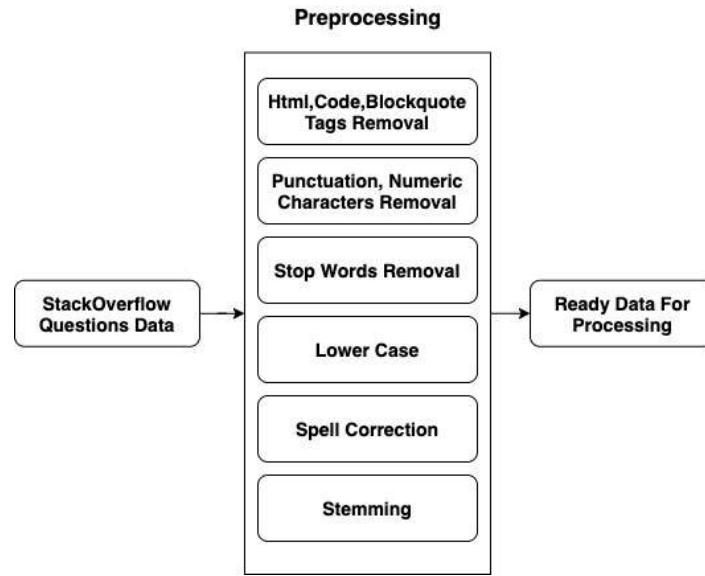 Preprocessing
Html,Code,Blockquote
Tags Removal
Punctuation, Numeric
Characters Removal
Stop Words Removal
StackOverflow
Questions Data
Ready Data For
Processing
Lower Case
Spell Correction
Stemming